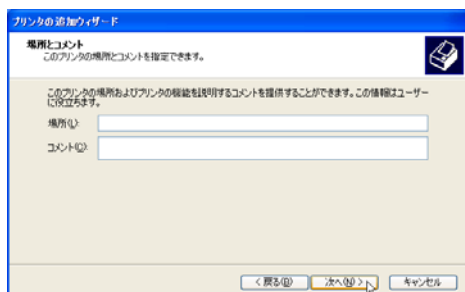 プリンタの追加ウィザード
場所とコメント
このプリンタの場所とコメントを指定できます。
このプリンタの場所およびプリンタの機能を説明するコメントを提供することができます。この情報はユーザー
に役立ちます。
場所(L):
コメント(C):
< 戻る(B)
次へ(N) >
キャンセル